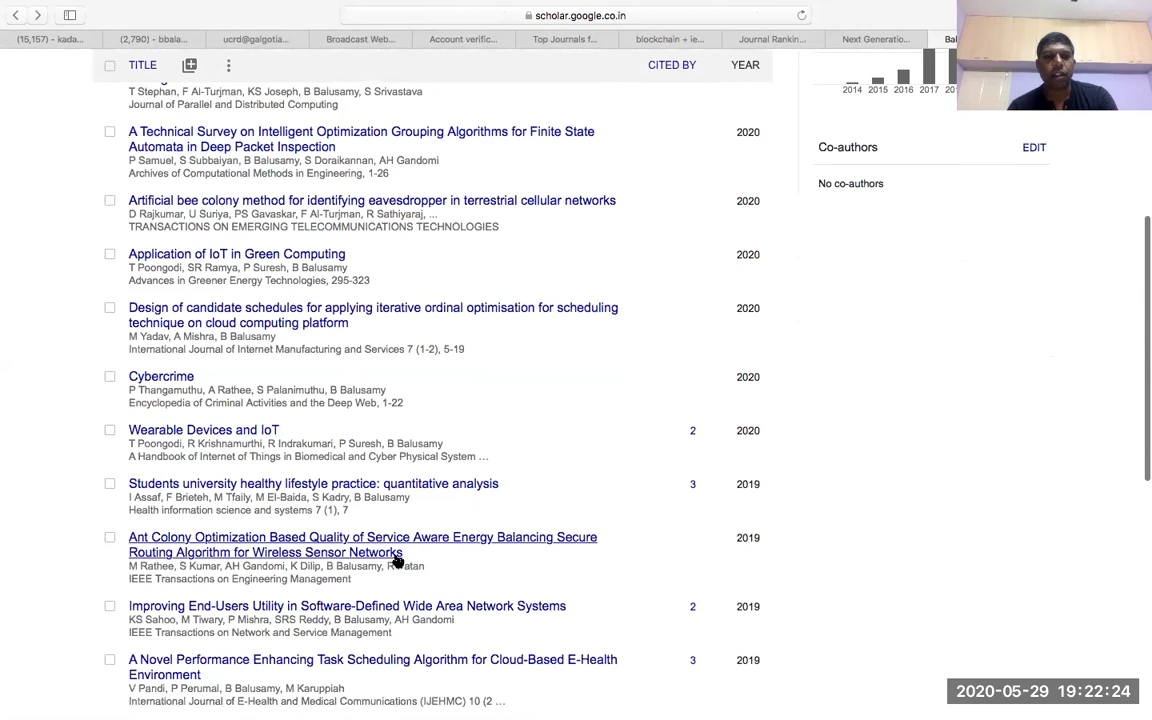 scholar.google.co.in
(15,157) - kada...
(2,790) - bbala...
ucrd@galgotia...
Broadcast Web...
Account verific...
Top Journals f...
blockchain + ie...
Journal Rankin...
Next Generatio...
TITLE
CITED BY
YEAR
T Stephan, F Al-Turjman, KS Joseph, B Balusamy, S Srivastava
Journal of Parallel and Distributed Computing
A Technical Survey on Intelligent Optimization Grouping Algorithms for Finite State
Automata in Deep Packet Inspection
2020
P Samuel, S Subbaiyan, B Balusamy, S Doraikannan, AH Gandomi
Archives of Computational Methods in Engineering, 1-26
Artificial bee colony method for identifying eavesdropper in terrestrial cellular networks
2020
D Rajkumar, U Suriya, PS Gavaskar, F Al-Turjman, R Sathiyaraj, ...
TRANSACTIONS ON EMERGING TELECOMMUNICATIONS TECHNOLOGIES
Application of IoT in Green Computing
2020
T Poongodi, SR Ramya, P Suresh, B Balusamy
Advances in Greener Energy Technologies, 295-323
Design of candidate schedules for applying iterative ordinal optimisation for scheduling
technique on cloud computing platform
2020
M Yadav, A Mishra, B Balusamy
International Journal of Internet Manufacturing and Services 7 (1-2), 5-19
Cybercrime
2020
P Thangamuthu, A Rathee, S Palanimuthu, B Balusamy
Encyclopedia of Criminal Activities and the Deep Web, 1-22
Wearable Devices and IoT
2
2020
T Poongodi, R Krishnamurthi, R Indrakumari, P Suresh, B Balusamy
A Handbook of Internet of Things in Biomedical and Cyber Physical System ...
Students university healthy lifestyle practice: quantitative analysis
3
2019
I Assaf, F Brieteh, M Tfaily, M El-Baida, S Kadry, B Balusamy
Health information science and systems 7 (1), 7
Ant Colony Optimization Based Quality of Service Aware Energy Balancing Secure
Routing Algorithm for Wireless Sensor Networks
2019
M Rathee, S Kumar, AH Gandomi, K Dilip, B Balusamy, R
IEEE Transactions on Engineering Management
Improving End-Users Utility in Software-Defined Wide Area Network Systems
2
2019
KS Sahoo, M Tiwary, P Mishra, SRS Reddy, B Balusamy, AH Gandomi
IEEE Transactions on Network and Service Management
A Novel Performance Enhancing Task Scheduling Algorithm for Cloud-Based E-Health
Environment
3
2019
V Pandi, P Perumal, B Balusamy, M Karuppiah
International Journal of E-Health and Medical Communications (IJEHMC) 10 (2 ...
2014 2015 2016 2017
Co-authors
EDIT
No co-authors
2020-05-29 19:22:24